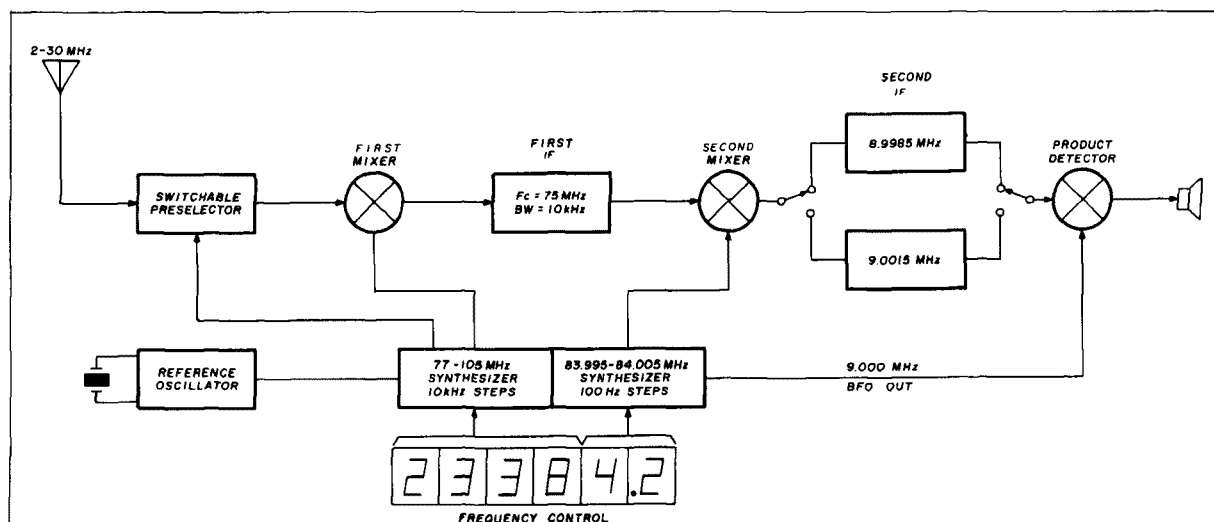 2-30 MHz
SWITCHABLE
PRESELECTOR
FIRST
MIXER
FIRST
IF
Fc = 75 MHz
BW = 10 kHz
SECOND
MIXER
SECOND
IF
8.9985 MHz
9.0015 MHz
PRODUCT
DETECTOR
REFERENCE
OSCILLATOR
77-105 MHz
SYNTHESIZER
10kHz STEPS
83.995-84.005 MHz
SYNTHESIZER
100 Hz STEPS
9.000 MHz
BFO OUT
2 3 3 8 4 .2
FREQUENCY CONTROL